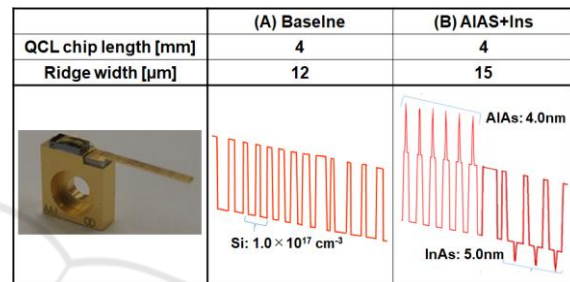 (A) Baselne (B) AlAS+Ins
QCL chip length [mm] 4 4
Ridge width [µm] 12 15
AlAs: 4.0nm
Si: 1.0 × 10¹⁷ cm⁻³
InAs: 5.0nm